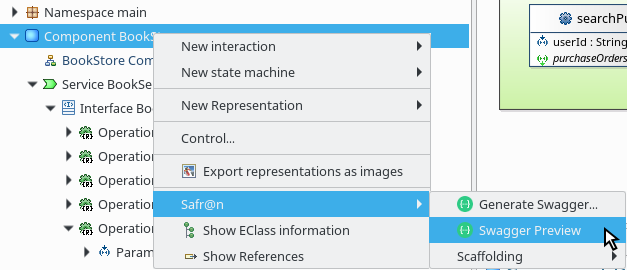 Namespace main
Component BookSt
BookStore Com
Service BookSe
Interface Bo
Operation
Operation
Operation
Operation
Operation
Param
New interaction
New state machine
New Representation
Control...
Export representations as images
Safr@n
Show EClass information
Show References
Generate Swagger...
Swagger Preview
Scaffolding
searchPu
userId : String
purchaseOrders